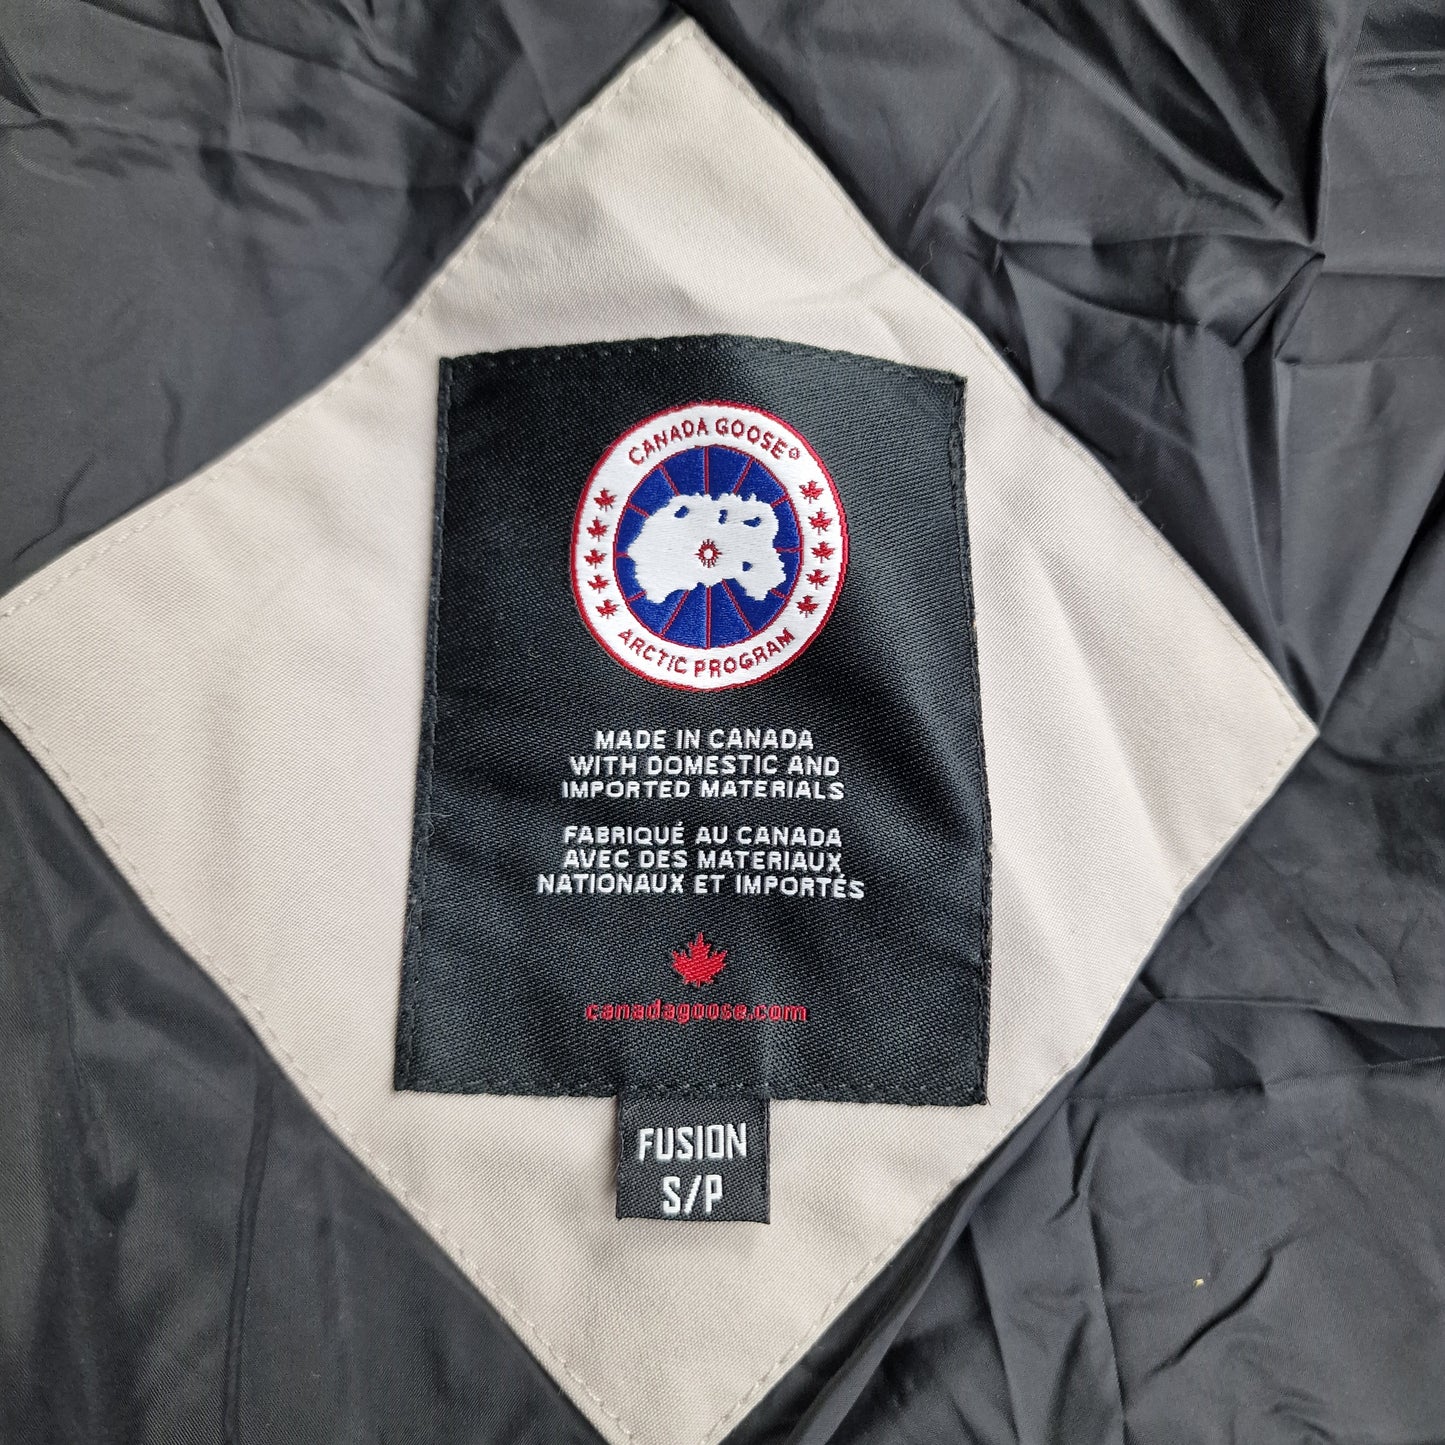 CANADA GOOSE®
ARCTIC PROGRAM
MADE IN CANADA
WITH DOMESTIC AND
IMPORTED MATERIALS
FABRIQUÉ AU CANADA
AVEC DES MATERIAUX
NATIONAUX ET IMPORTÉS
canadagoose.com
FUSION
S/P